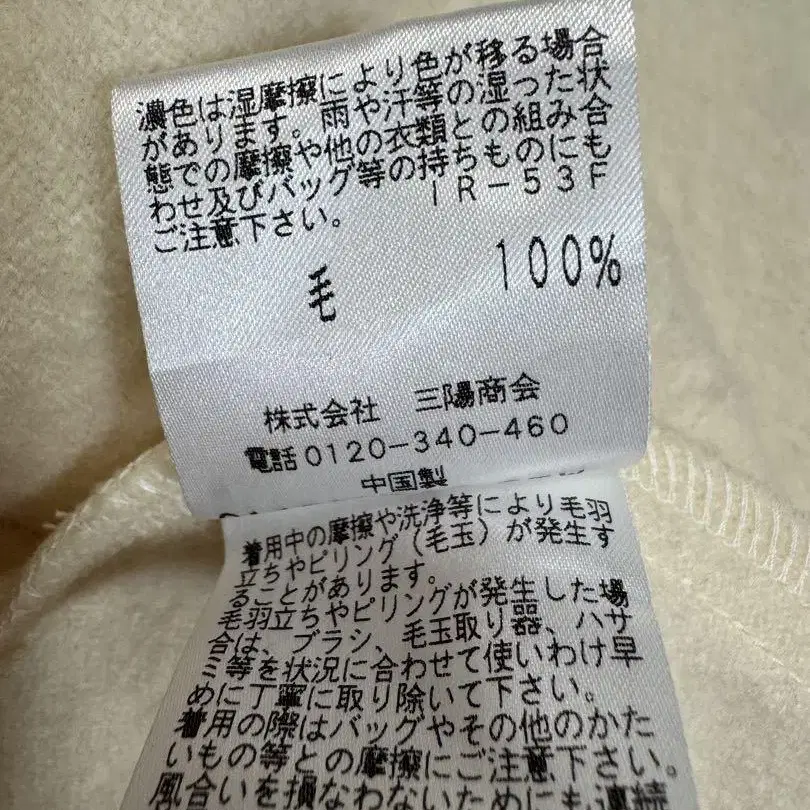 濃色は湿摩擦により色が移る場合
があります。雨や汗等の湿った状
態での摩擦や他の衣類との組み合
わせ及びバッグ等の持ちものにも
ご注意下さい。
IR-53F
毛 100%
株式会社 三陽商会
電話0120-340-460
中国製
着用中の摩擦や洗浄等により毛羽
立ちやピリング(毛玉)が発生す
ることがあります。
毛羽立ちやピリングが発生した場
合は、ブラシ、毛玉取り器、ハサ
ミ等を状況に合わせて使いわけ早
めに丁寧に取り除いて下さい。
着用の際はバッグやその他のかた
いもの等との摩擦にご注意下さい。
風合いを損なわないためにも連続